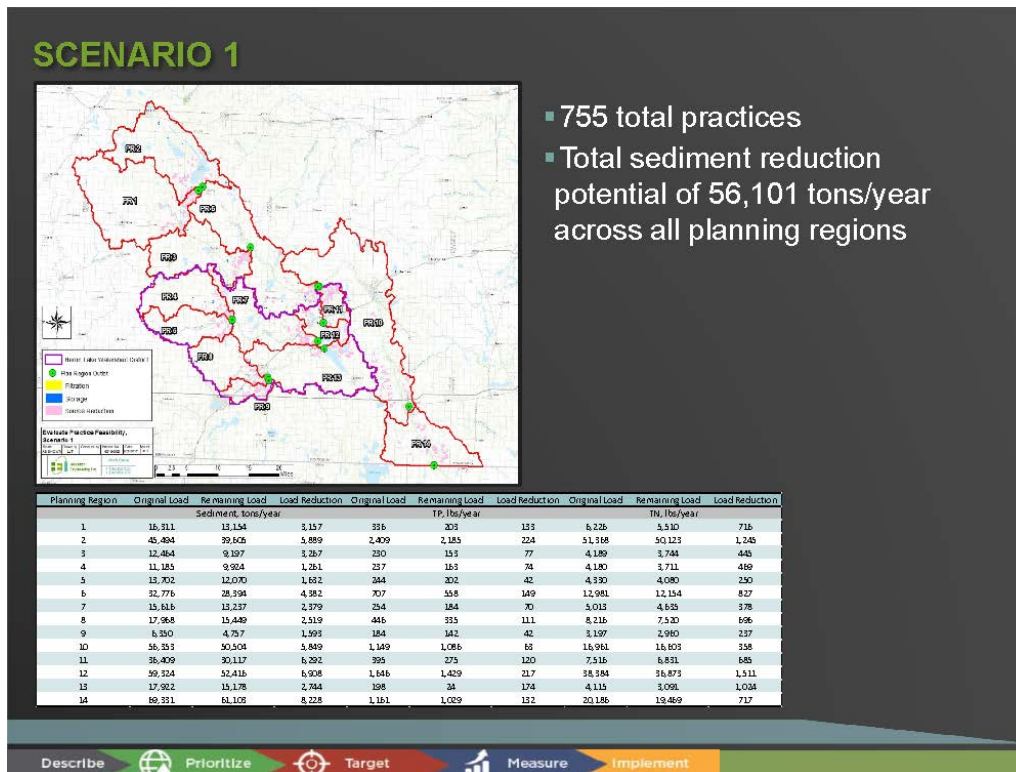 SCENARIO 1
755 total practices
Total sediment reduction
potential of 56,101 tons/year
across all planning regions
PR 2
PR 1
PR 6
PR 3
PR 4
PR 7
PR 11
PR 10
PR 12
PR 8
PR 13
PR 9
PR 14
Heron Lake Watershed District
Plan Region Outlet
Filtration
Storage
Source Reduction
Evaluate Practice Feasibility,
Scenario 1
Miles
Planning Region Original Load Remaining Load Load Reduction Original Load Remaining Load Load Reduction Original Load Remaining Load Load Reduction
Sediment, tons/year TP, lbs/year TN, lbs/year
1 16,311 13,154 3,157 336 203 133 6,226 5,510 716
2 45,494 39,606 5,889 2,409 2,185 224 51,368 50,123 1,245
3 12,464 9,197 3,267 230 153 77 4,189 3,744 445
4 11,185 9,924 1,261 237 163 74 4,180 3,711 469
5 13,702 12,070 1,632 244 202 42 4,330 4,080 250
6 32,776 28,394 4,382 707 558 149 12,981 12,154 827
7 15,616 13,237 2,379 254 184 70 5,013 4,635 378
8 17,968 15,449 2,519 446 335 111 8,216 7,520 696
9 6,350 4,757 1,593 184 142 42 3,197 2,960 237
10 56,353 50,504 5,849 1,149 1,086 63 16,961 16,603 358
11 36,409 30,117 6,292 395 275 120 7,516 6,831 685
12 59,324 52,416 6,908 1,646 1,429 217 38,384 36,873 1,511
13 17,922 15,178 2,744 198 24 174 4,115 3,091 1,024
14 69,331 61,103 8,228 1,161 1,029 132 20,186 19,469 717
Describe Prioritize Target Measure Implement